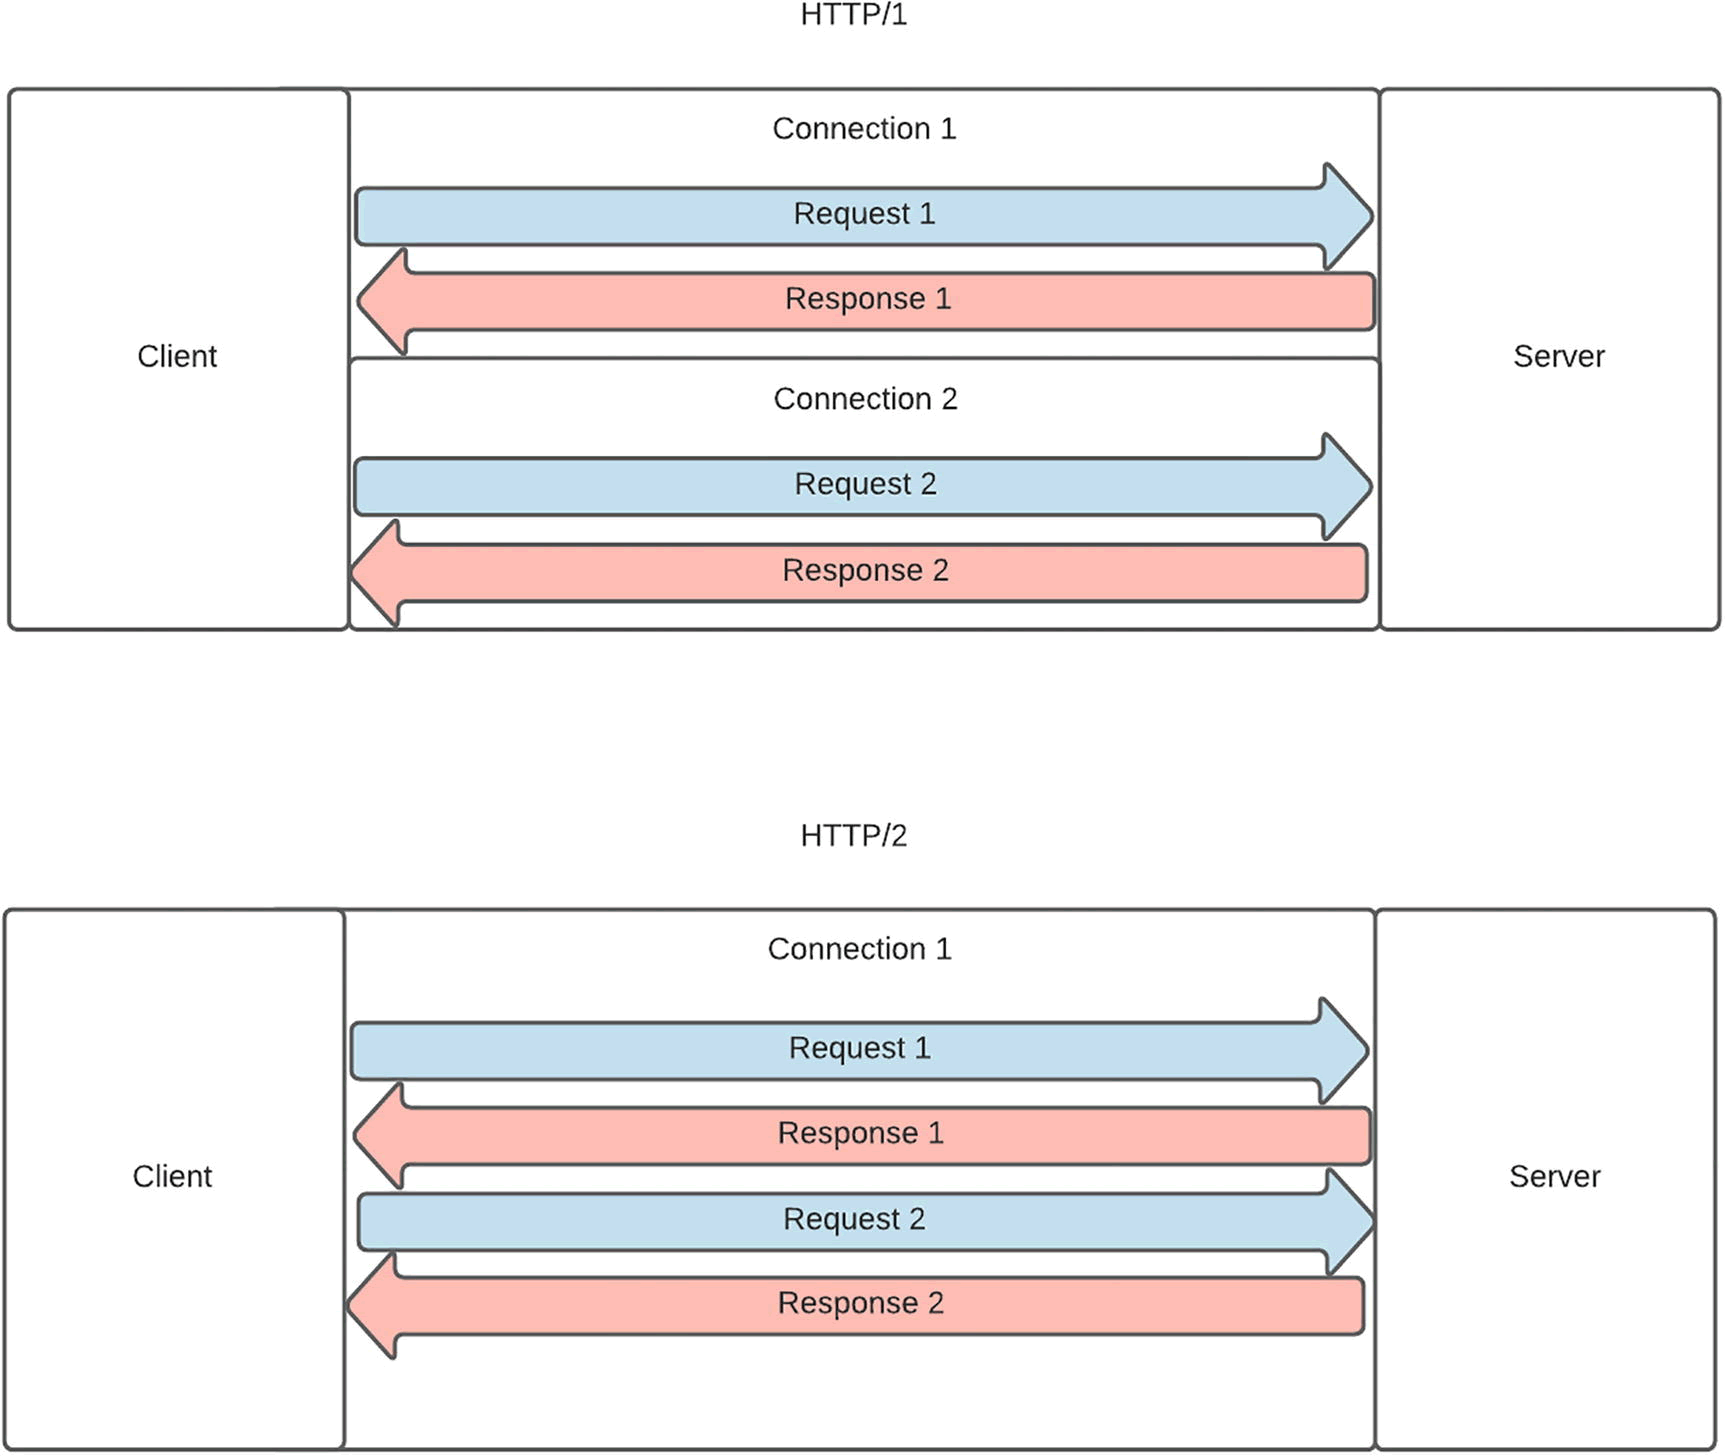 HTTP/1
Connection 1
Request 1
Response 1
Client
Server
Connection 2
Request 2
Response 2
HTTP/2
Connection 1
Request 1
Response 1
Client
Server
Request 2
Response 2